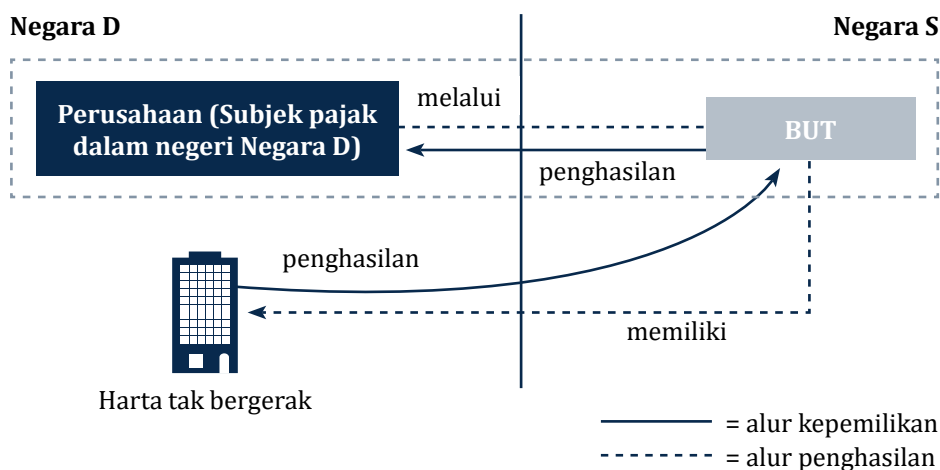 Negara D
Negara S
Perusahaan (Subjek pajak
dalam negeri Negara D)
melalui
BUT
penghasilan
penghasilan
memiliki
Harta tak bergerak
= alur kepemilikan
= alur penghasilan